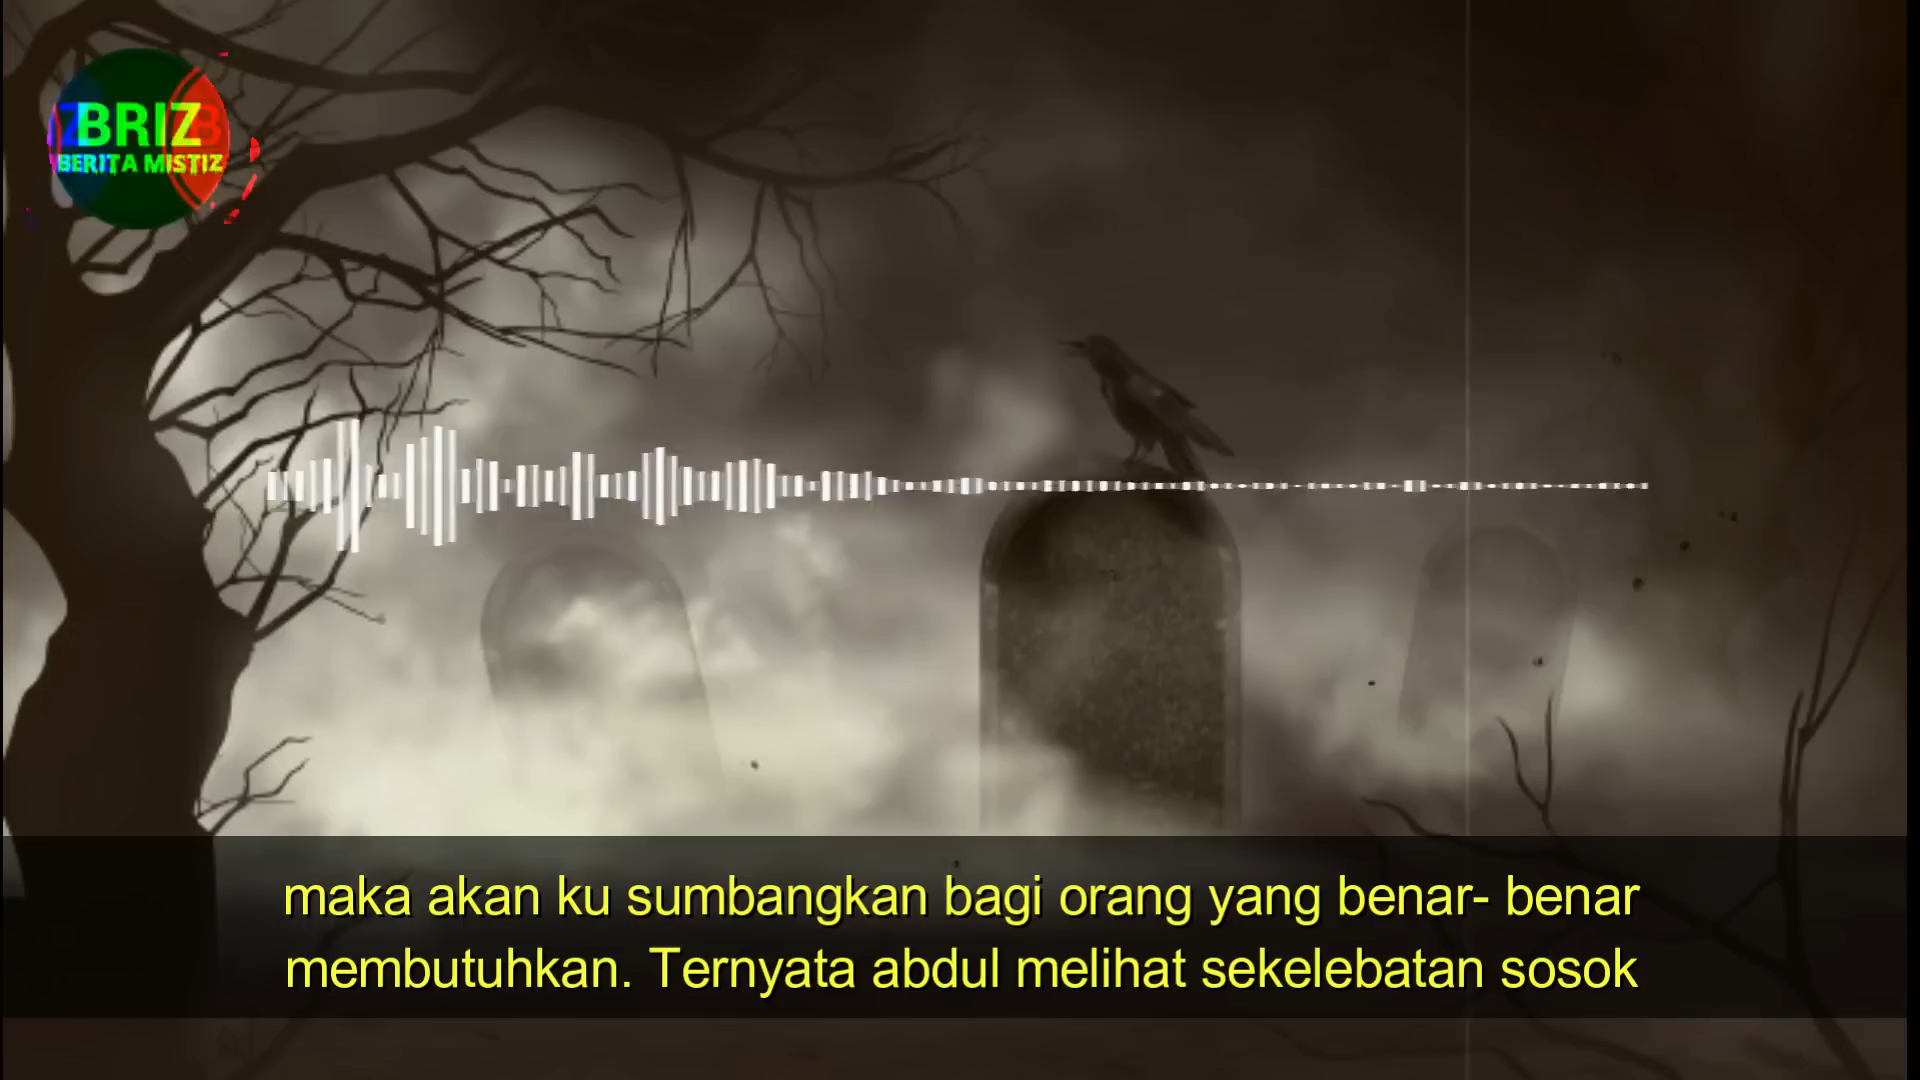 BRIZ
BERITA MISTIZ
maka akan ku sumbangkan bagi orang yang benar- benar
membutuhkan. Ternyata abdul melihat sekelebatan sosok